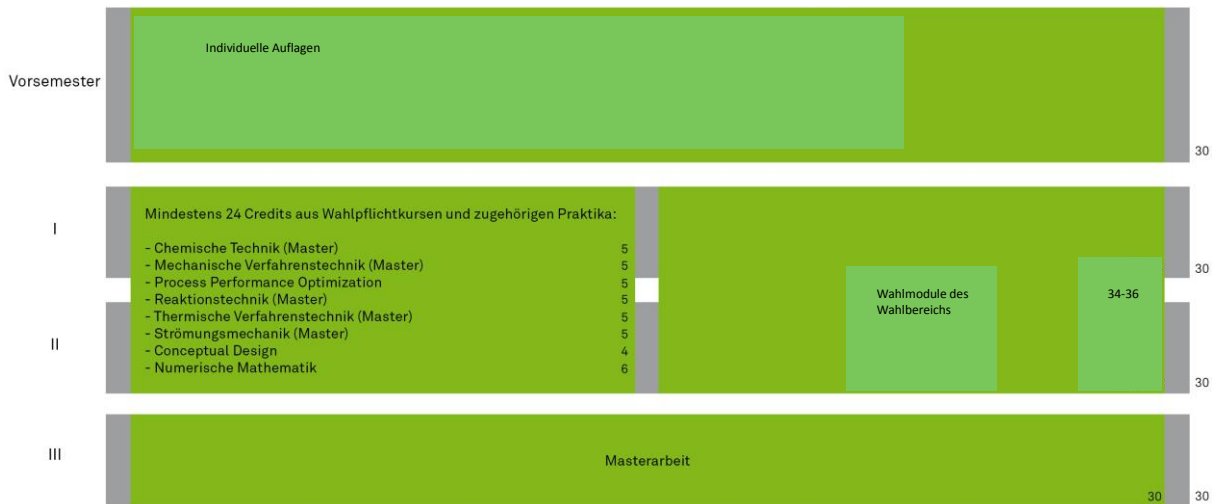 Vorsemester
Individuelle Auflagen
30
I
Mindestens 24 Credits aus Wahlpflichtkursen und zugehörigen Praktika:
- Chemische Technik (Master) 5
- Mechanische Verfahrenstechnik (Master) 5
- Process Performance Optimization 5
- Reaktionstechnik (Master) 5
- Thermische Verfahrenstechnik (Master) 5
- Strömungsmechanik (Master) 5
- Conceptual Design 4
- Numerische Mathematik 6
Wahlmodule des
Wahlbereichs
34-36
30
II
30
III
Masterarbeit
30
30